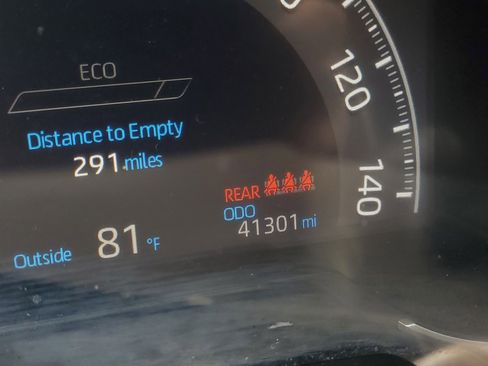 ECO
120
Distance to Empty
291 miles
REAR
140
ODO
41301 mi
Outside 81 °F